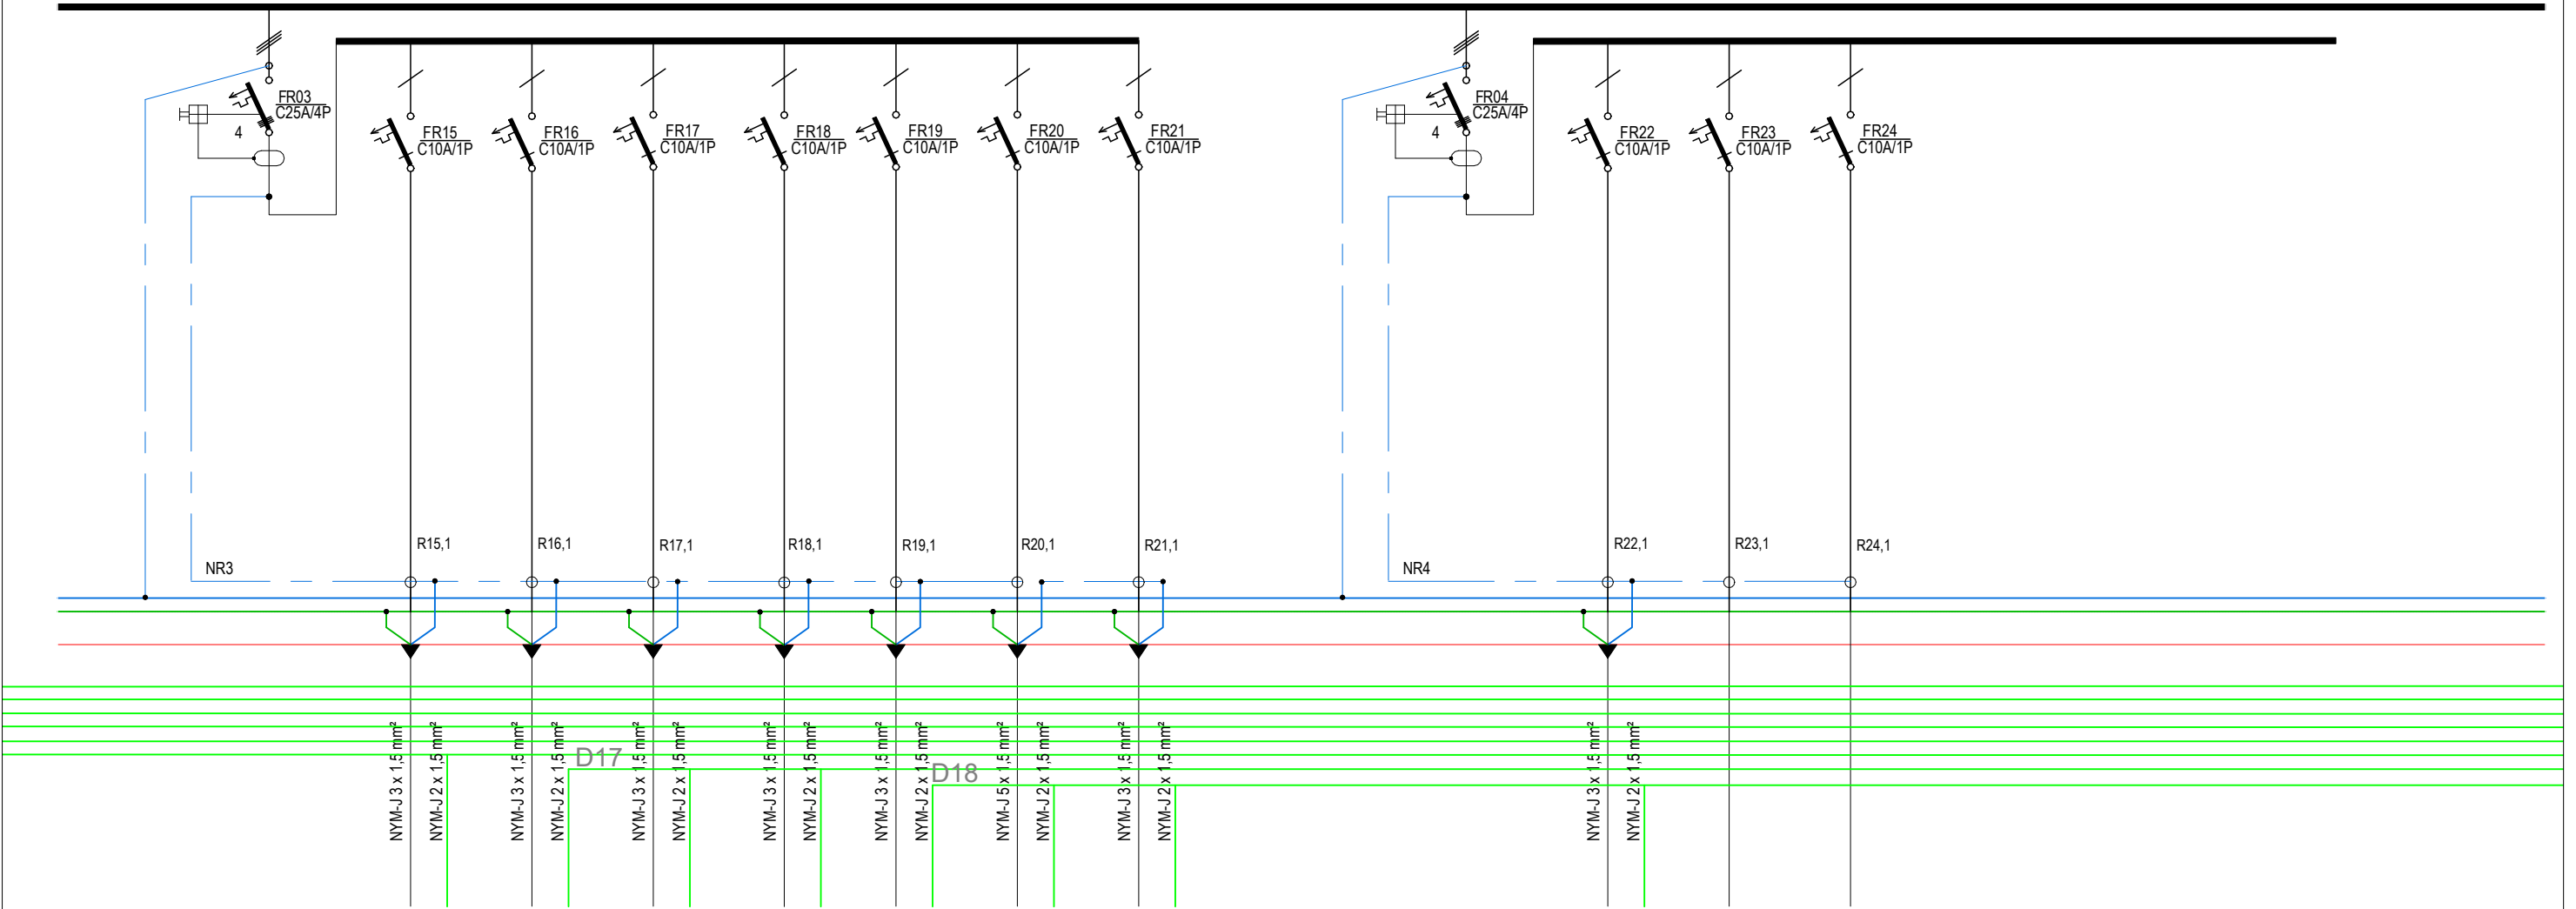 FR03
C25A/4P
4
FR15
C10A/1P
FR16
C10A/1P
FR17
C10A/1P
FR18
C10A/1P
FR19
C10A/1P
FR20
C10A/1P
FR21
C10A/1P
FR04
C25A/4P
4
FR22
C10A/1P
FR23
C10A/1P
FR24
C10A/1P
NR3
R15,1
R16,1
R17,1
R18,1
R19,1
R20,1
R21,1
NR4
R22,1
R23,1
R24,1
NYM-J 3 x 1,5 mm²
NYM-J 2 x 1,5 mm²
NYM-J 3 x 1,5 mm²
NYM-J 2 x 1,5 mm²
D17
NYM-J 3 x 1,5 mm²
NYM-J 2 x 1,5 mm²
NYM-J 3 x 1,5 mm²
NYM-J 2 x 1,5 mm²
NYM-J 3 x 1,5 mm²
NYM-J 2 x 1,5 mm²
D18
NYM-J 5 x 1,5 mm²
NYM-J 2 x 1,5 mm²
NYM-J 3 x 1,5 mm²
NYM-J 2 x 1,5 mm²
NYM-J 3 x 1,5 mm²
NYM-J 2 x 1,5 mm²